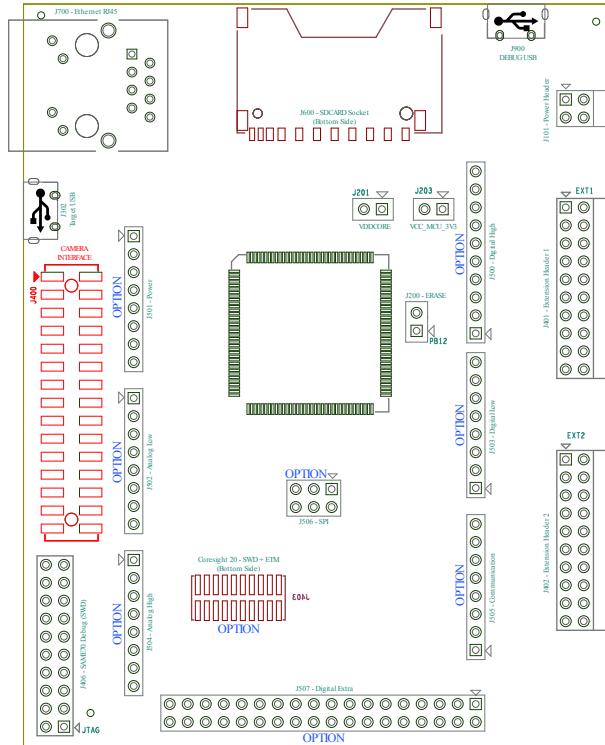 J700 - Ethernet RJ45
J600 - SDCARD Socket
(Bottom Side)
J900
DEBUG USB
J101 - Power Header
J302
Target USB
J201
VDDCORE
J203
VCC_MCU_3V3
J500 - Digital High
OPTION
EXT1
J401 - Extension Header 1
CAMERA
INTERFACE
J400
OPTION
J501 - Power
J200 - ERASE
PB12
OPTION
J502 - Analog Low
OPTION
J503 - Digital Low
EXT2
J402 - Extension Header 2
OPTION
J506 - SPI
Coresight 20 - SWD + ETM
(Bottom Side)
J403
OPTION
J406 - SAME70 Debug (SWD)
JTAG
OPTION
J504 - Analog High
J505 - Communication
J507 - Digital Extra
OPTION